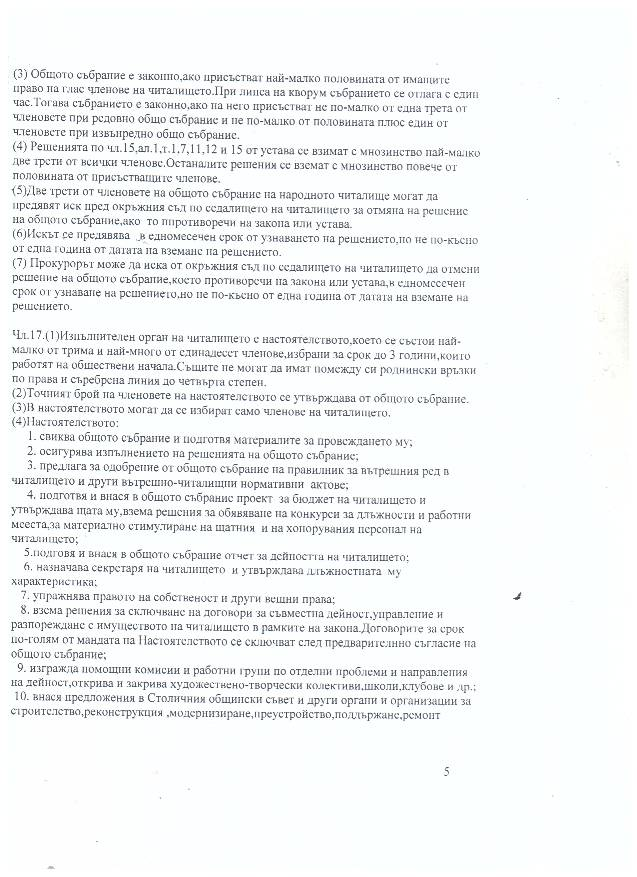 (3) Общото събрание е законно,ако присъстват най-малко половината от имащите
право на глас членове на читалището.При липса на кворум събранието се отлага с един
час.Тогава събранието е законно,ако на него присъстват не по-малко от една трета от
членовете при редовно общо събрание и не по-малко от половината плюс един от
членовете при извънредно общо събрание.
(4) Решенията по чл.15,ал.1,т.1,7,11,12 и 15 от устава се взимат с мнозинство най-малко
две трети от всички членове.Останалите решения се вземат с мнозинство повече от
половината от присъстващите членове.
(5)Две трети от членовете на общото събрание на народното читалище могат да
предявят иск пред окръжния съд по седалището на читалището за отмяна на решение
на общото събрание,ако то ппротиворечи на закона или устава.
(6)Искът се предявява в едномесечен срок от узнаването на решението,но не по-късно
от една година от датата на вземане на решението.
(7) Прокурорът може да иска от окръжния съд по седалището на читалището да отмени
решение на общото събрание,което противоречи на закона или устава,в едномесечен
срок от узнаване на решението,но не по-късно от една година от датата на вземане на
решението.
Чл.17.(1)Изпълнителен орган на читалището е настоятелството,което се състои най-
малко от трима и най-много от единадесет членове,избрани за срок до 3 години,които
работят на обществени начала.Същите не могат да имат помежду си роднински връзки
по права и съребрена линия до четвърта степен.
(2)Точният брой на членовете на настоятелството се утвърждава от общото събрание.
(3)В настоятелството могат да се избират само членове на читалището.
(4)Настоятелството:
1. свиква общото събрание и подготвя материалите за провеждането му;
2. осигурява изпълнението на решенията на общото събрание;
3. предлага за одобрение от общото събрание на правилник за вътрешния ред в
читалището и други вътрешно-читалищни нормативни актове;
4. подготвя и внася в общото събрание проект за бюджет на читалището и
утвърждава щата му,взема решения за обявяване на конкурси за длъжности и работни
мееста,за материално стимулиране на щатния и на хонорувания персонал на
читалището;
5.подговя и внася в общото събрание отчет за дейността на читалището;
6. назначава секретаря на читалището и утвърждава длъжностната му
характеристика;
7. упражнява правото на собственост и други вещни права;
8. взема решения за сключване на договори за съвместна дейност,управление и
разпореждане с имуществото на читалището в рамките на закона.Договорите за срок
по-голям от мандата на Настоятелството се сключват след предварителнно съгласие на
общото събрание;
9. изгражда помощни комисии и работни групи по отделни проблеми и направления
на дейност,открива и закрива художествено-творчески колективи,школи,клубове и др.;
10. внася предложения в Столичния общински съвет и други органи и организации за
строителство,реконструкция ,модернизиране,преустройство,поддържане,ремонт
5